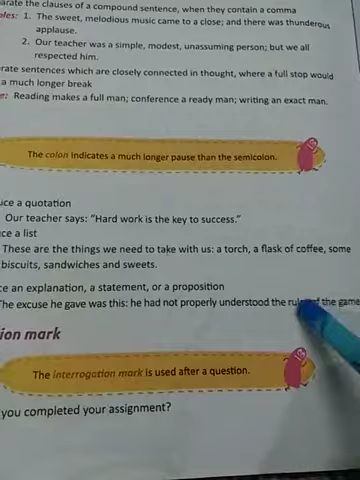 arate the clauses of a compound sentence, when they contain a comma
ples: 1. The sweet, melodious music came to a close; and there was thunderous
applause.
2. Our teacher was a simple, modest, unassuming person; but we all
respected him.
rate sentences which are closely connected in thought, where a full stop would
a much longer break
e: Reading makes a full man; conference a ready man; writing an exact man.
The colon indicates a much longer pause than the semicolon.
uce a quotation
Our teacher says: “Hard work is the key to success.”
ce a list
These are the things we need to take with us: a torch, a flask of coffee, some
biscuits, sandwiches and sweets.
ce an explanation, a statement, or a proposition
The excuse he gave was this: he had not properly understood the of the game
ion mark
The interrogation mark is used after a question.
you completed your assignment?